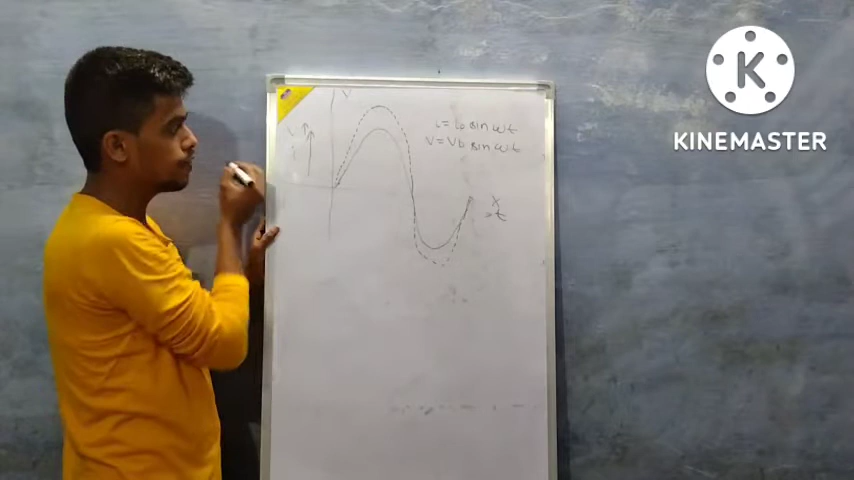 K
KINEMASTER
i = i₀ sin ωt
V = V₀ sin ωt
i
x
t